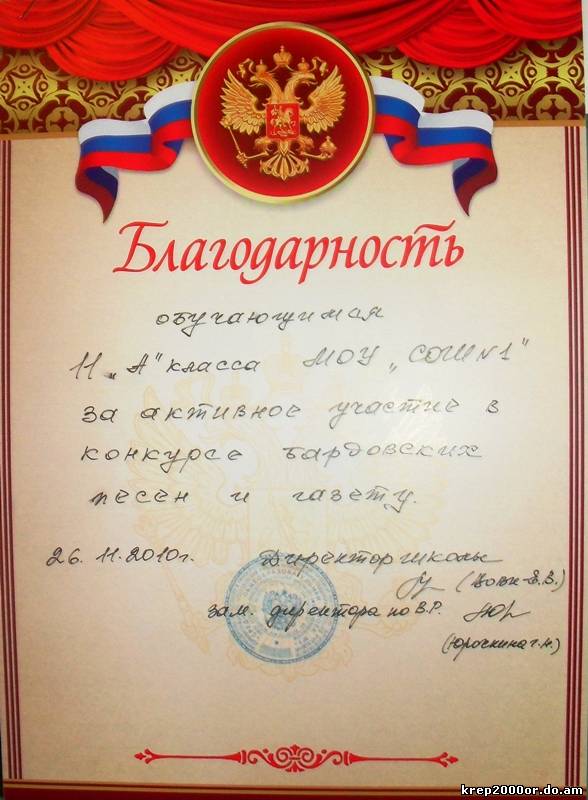 Благодарность
обучающимся
11 „А" класса МОУ „СОШ №1"
за активное участие в
конкурсе бардовских
песен и газету.
26. 11. 2010г. Директор школы
зам. директора по В.Р.
(Юрочкина г.н.)
krep2000or.do.am